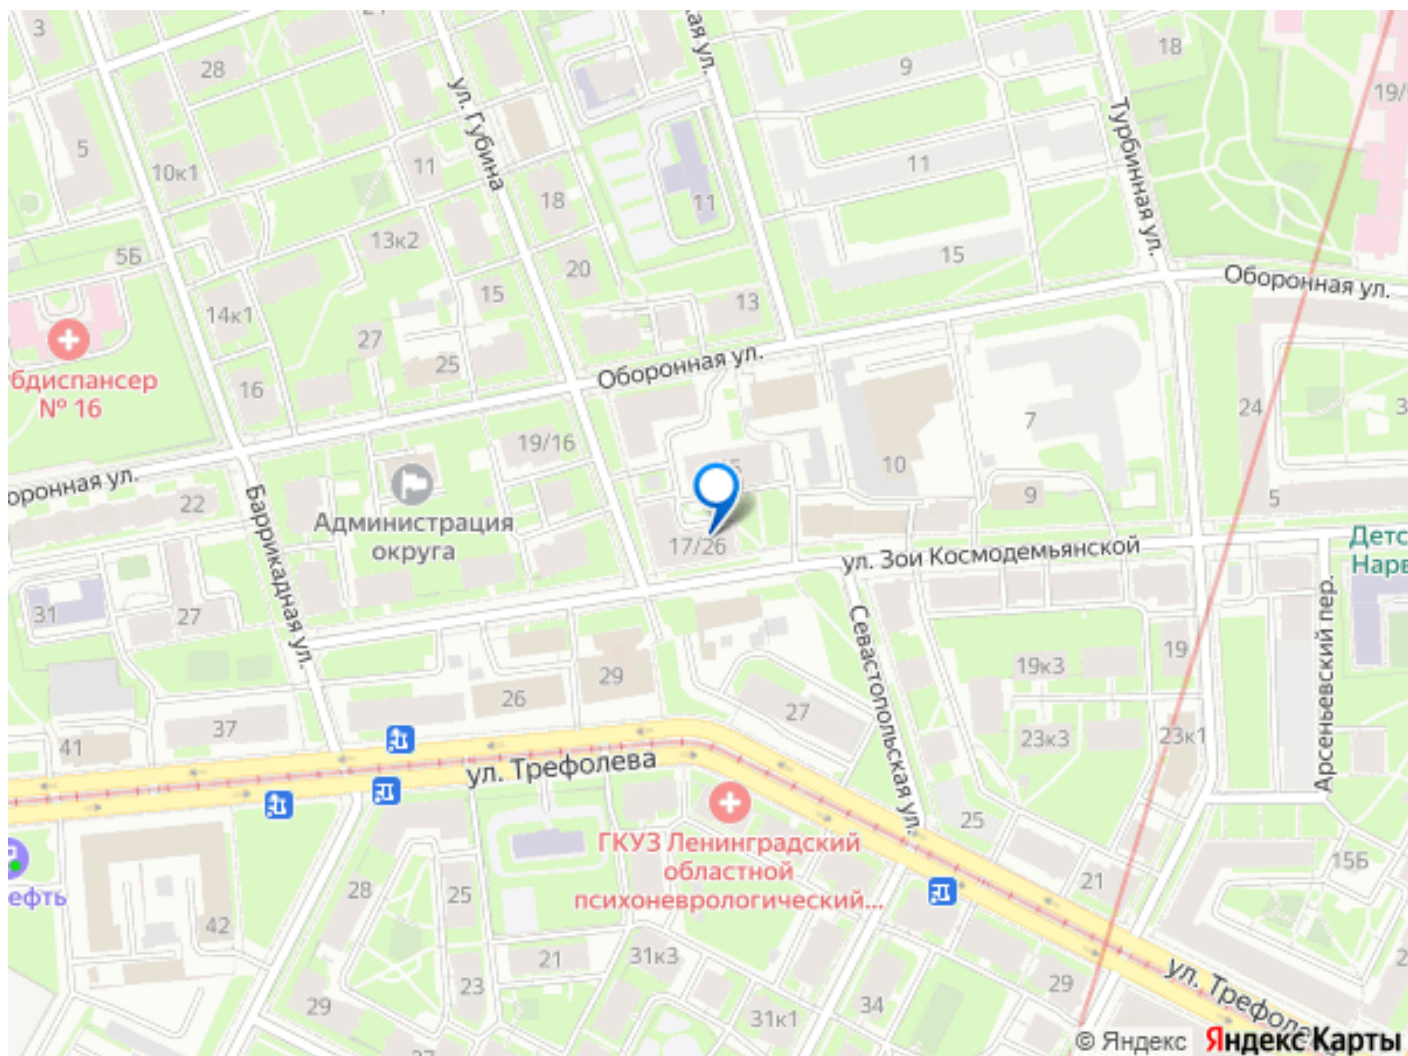 3
28
5
10к1
11
18
13к2
5Б
15
20
14к1
27
25
16
13
11
9
11
15
18
ул. Губина
кая ул.
Турбинная ул.
Оборонная ул.
Оборонная ул.
бдиспансер
№ 16
19/16
оронная ул.
22
Администрация
округа
Баррикадная ул.
17/26
10
7
9
24
5
ул. Зои Космодемьянской
Детс
Нарв
31
27
29
26
37
41
27
Севастопольская ул.
19к3
19
23к3
23к1
Арсеньевский пер.
ул. Трефолева
ГКУЗ Ленинградский
областной
психоневрологический...
25
21
15Б
ефть
28
25
42
21
31к3
23
29
34
31к1
29
ул. Трефоле
© Яндекс Яндекс Карты